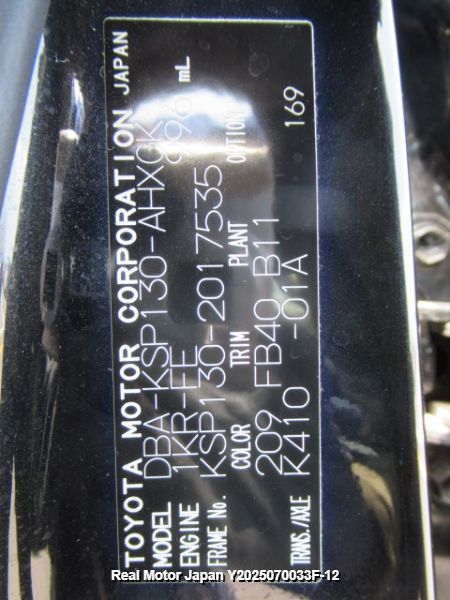 TOYOTA MOTOR CORPORATION JAPAN
MODEL DBA-KSP130-AHXGK
ENGINE 1KR-FE 996 mL
FRAME No. KSP130-2017535
COLOR TRIM PLANT OPTION
209 FB40 B11 169
TRANS./AXLE K410 -01A
Real Motor Japan Y2025070033F-12